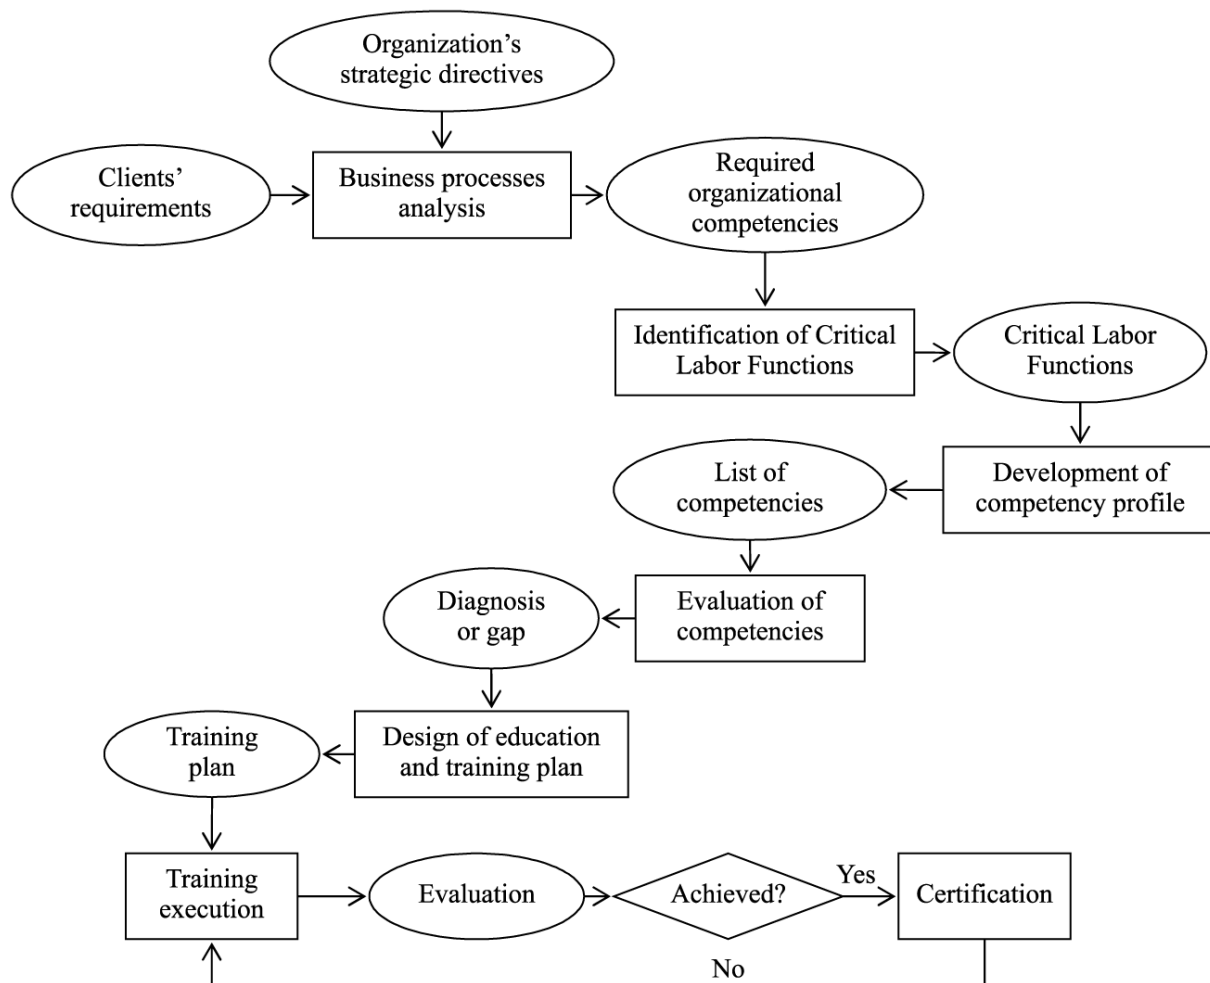 Organization’s
strategic directives
Clients’
requirements
Business processes
analysis
Required
organizational
competencies
Identification of Critical
Labor Functions
Critical Labor
Functions
List of
competencies
Development of
competency profile
Diagnosis
or gap
Evaluation of
competencies
Training
plan
Design of education
and training plan
Training
execution
Evaluation
Achieved?
Yes
Certification
No